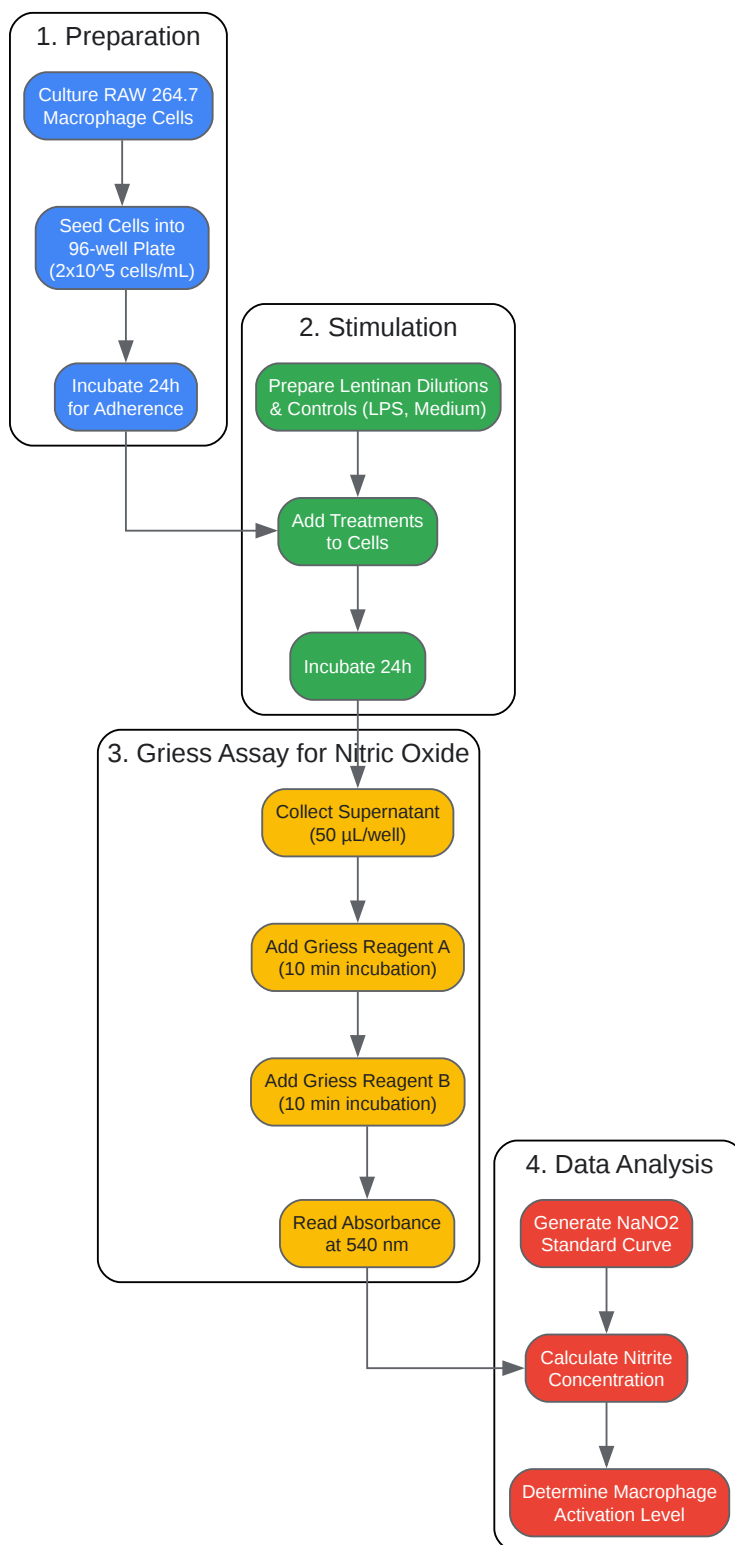 1. Preparation
Culture RAW 264.7
Macrophage Cells
Seed Cells into
96-well Plate
(2x10^5 cells/mL)
Incubate 24h
for Adherence
2. Stimulation
Prepare Lentinan Dilutions
& Controls (LPS, Medium)
Add Treatments
to Cells
Incubate 24h
3. Griess Assay for Nitric Oxide
Collect Supernatant
(50 µL/well)
Add Griess Reagent A
(10 min incubation)
Add Griess Reagent B
(10 min incubation)
Read Absorbance
at 540 nm
4. Data Analysis
Generate NaNO2
Standard Curve
Calculate Nitrite
Concentration
Determine Macrophage
Activation Level